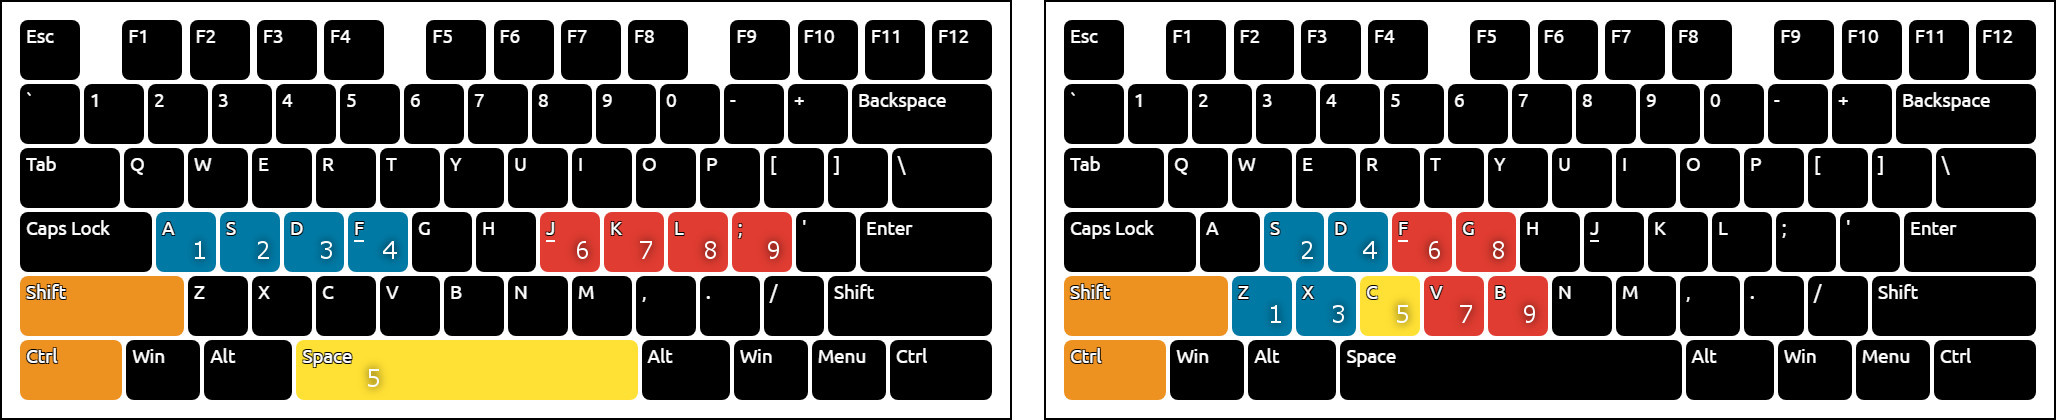 Esc F1 F2 F3 F4 F5 F6 F7 F8 F9 F10 F11 F12
` 1 2 3 4 5 6 7 8 9 0 - + Backspace
Tab Q W E R T Y U I O P [ ] \
Caps Lock A 1 S 2 D 3 F 4 G H J 6 K 7 L 8 ; 9 ' Enter
Shift Z X C V B N M , . / Shift
Ctrl Win Alt Space 5 Alt Win Menu Ctrl
Esc F1 F2 F3 F4 F5 F6 F7 F8 F9 F10 F11 F12
` 1 2 3 4 5 6 7 8 9 0 - + Backspace
Tab Q W E R T Y U I O P [ ] \
Caps Lock A S 2 D 4 F 6 G 8 H J K L ; ' Enter
Shift Z 1 X 3 C 5 V 7 B 9 N M , . / Shift
Ctrl Win Alt Space Alt Win Menu Ctrl